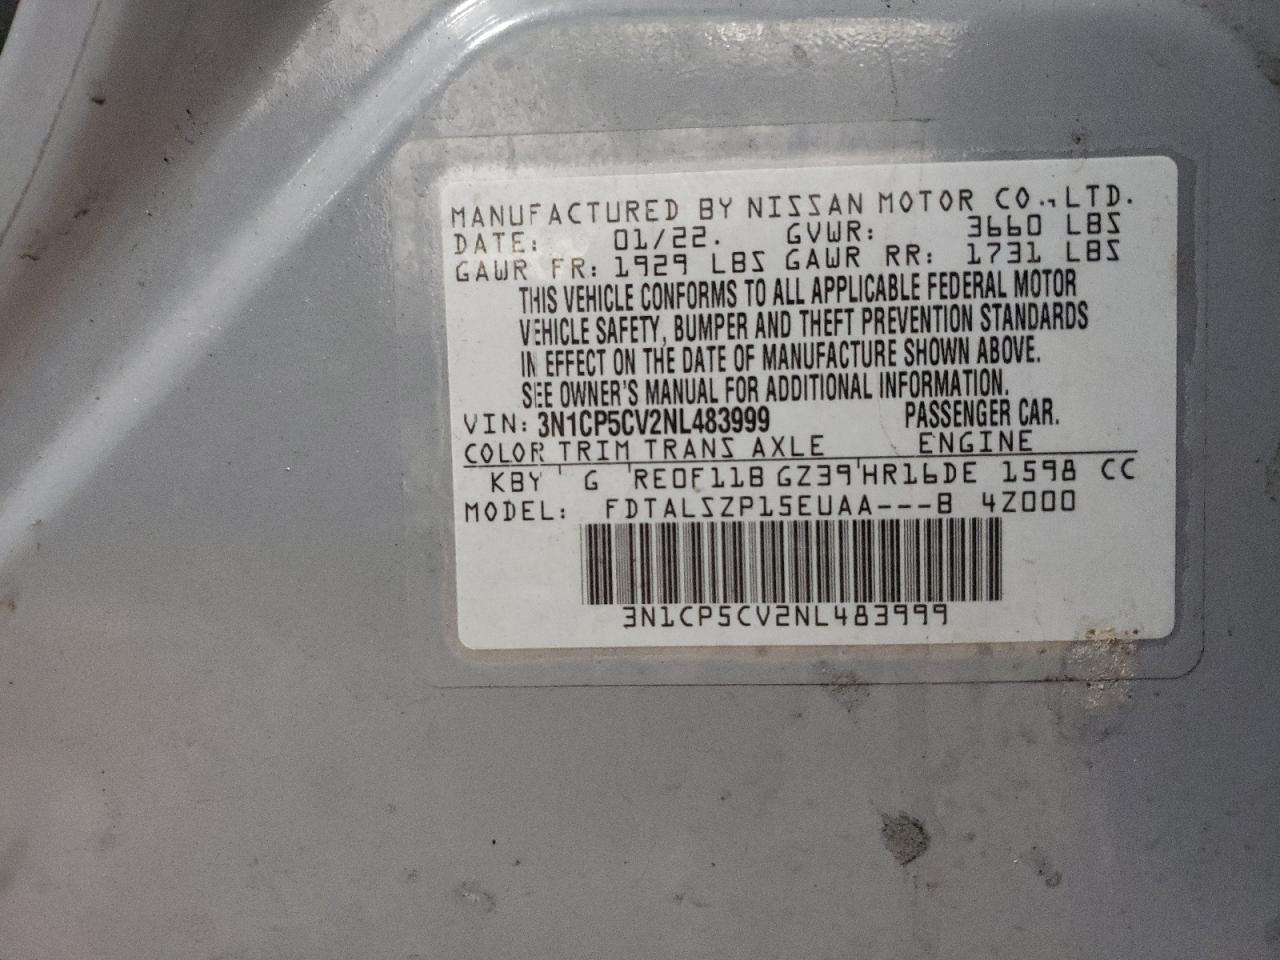 MANUFACTURED BY NISSAN MOTOR CO.,LTD.
DATE: 01/22. GVWR: 3660 LBS
GAWR FR: 1929 LBS GAWR RR: 1731 LBS
THIS VEHICLE CONFORMS TO ALL APPLICABLE FEDERAL MOTOR
VEHICLE SAFETY, BUMPER AND THEFT PREVENTION STANDARDS
IN EFFECT ON THE DATE OF MANUFACTURE SHOWN ABOVE.
SEE OWNER'S MANUAL FOR ADDITIONAL INFORMATION.
VIN: 3N1CP5CV2NL483999 PASSENGER CAR.
COLOR TRIM TRANS AXLE ENGINE
KBY G RE0F11B GZ39 HR16DE 1598 CC
MODEL: FDTALSZP15EUAA---B 4Z000
3N1CP5CV2NL483999